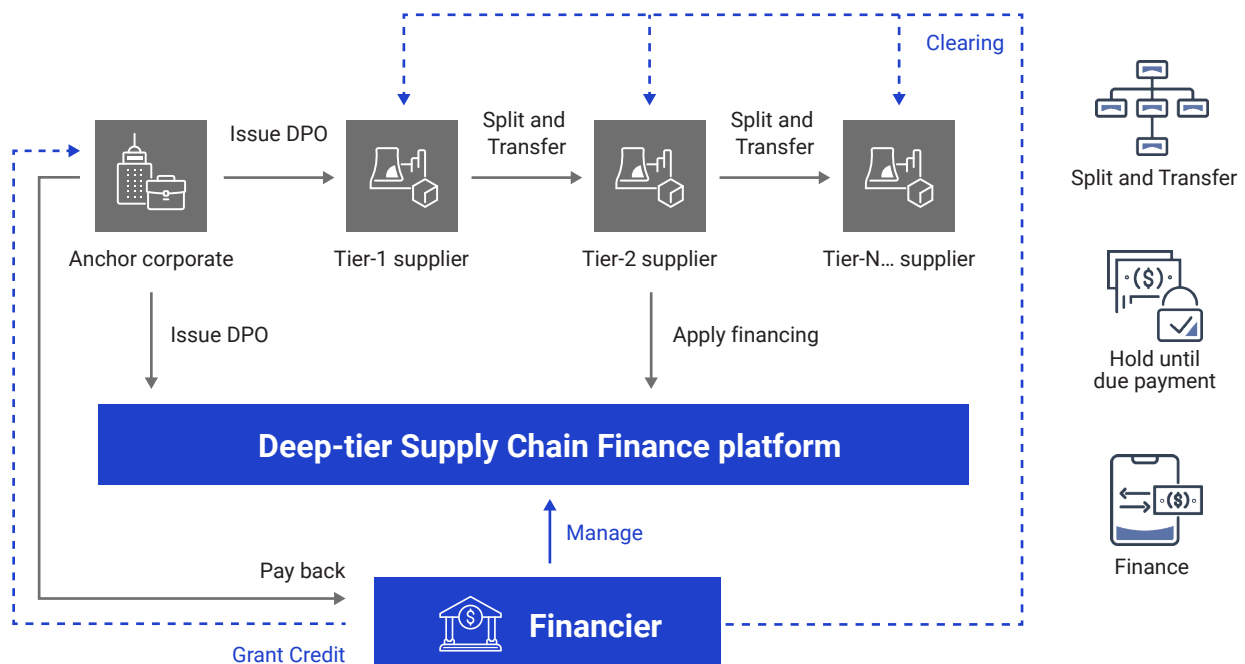 Clearing
Issue DPO
Split and
Transfer
Split and
Transfer
Anchor corporate
Tier-1 supplier
Tier-2 supplier
Tier-N... supplier
Issue DPO
Apply financing
Deep-tier Supply Chain Finance platform
Manage
Pay back
($) Financier
Grant Credit
Split and Transfer
($)
Hold until
due payment
($)
Finance